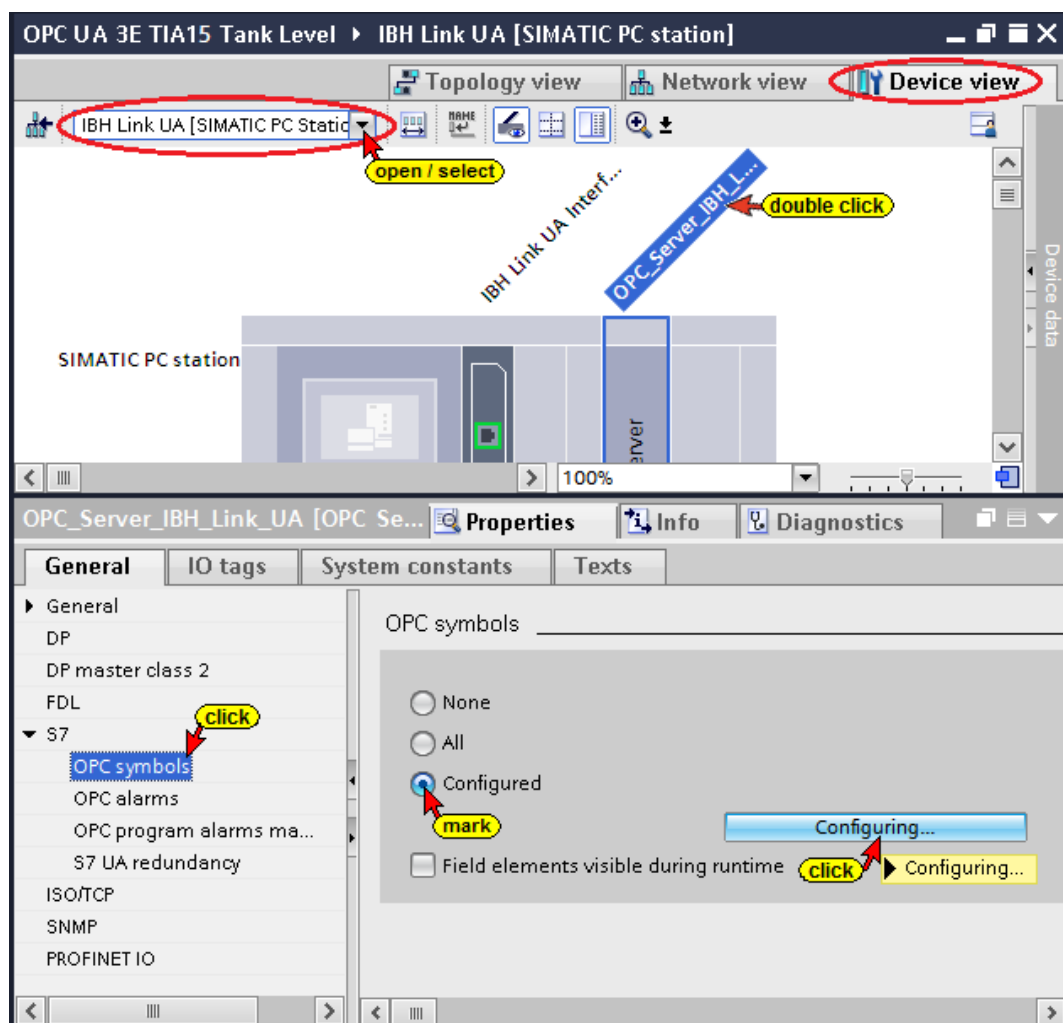 OPC UA 3E TIA15 Tank Level ▸ IBH Link UA [SIMATIC PC station]
Topology view Network view Device view
IBH Link UA [SIMATIC PC Static
NAME
open / select
IBH Link UA Interf...
OPC_Server_IBH_L...
double click
Device data
SIMATIC PC station
erver
100%
OPC_Server_IBH_Link_UA [OPC Se... Properties Info Diagnostics
General IO tags System constants Texts
General
DP
DP master class 2
FDL
click
S7
OPC symbols
OPC alarms
OPC program alarms ma...
S7 UA redundancy
ISO/TCP
SNMP
PROFINET IO
OPC symbols
None
All
Configured
mark
Configuring...
Field elements visible during runtime
click
Configuring...